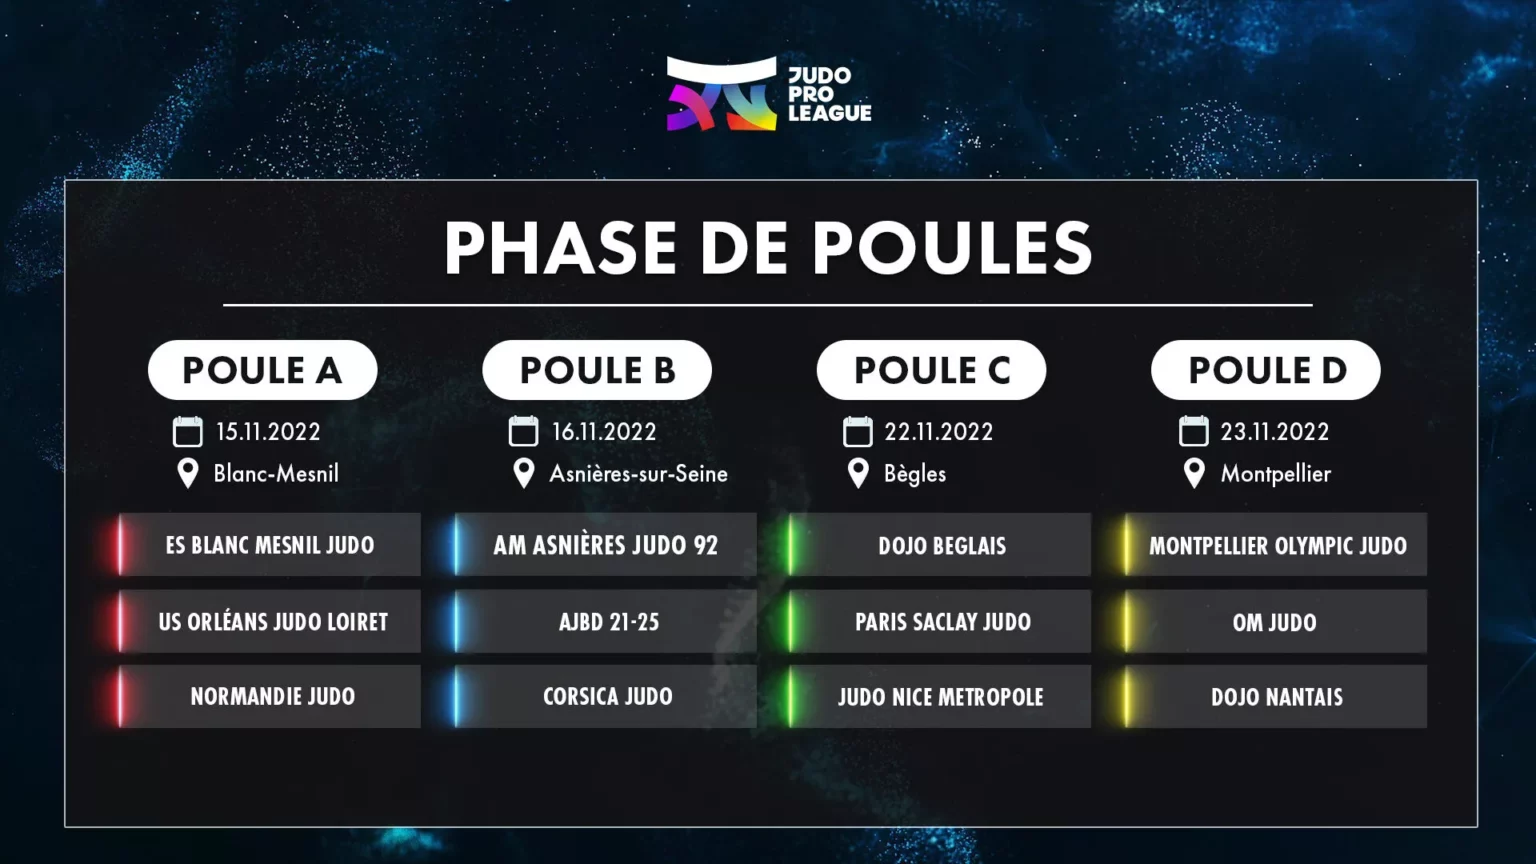 JUDO
PRO
LEAGUE
PHASE DE POULES
POULE A
15.11.2022
Blanc-Mesnil
ES BLANC MESNIL JUDO
US ORLÉANS JUDO LOIRET
NORMANDIE JUDO
POULE B
16.11.2022
Asnières-sur-Seine
AM ASNIÈRES JUDO 92
AJBD 21-25
CORSICA JUDO
POULE C
22.11.2022
Bègles
DOJO BEGLAIS
PARIS SACLAY JUDO
JUDO NICE METROPOLE
POULE D
23.11.2022
Montpellier
MONTPELLIER OLYMPIC JUDO
OM JUDO
DOJO NANTAIS